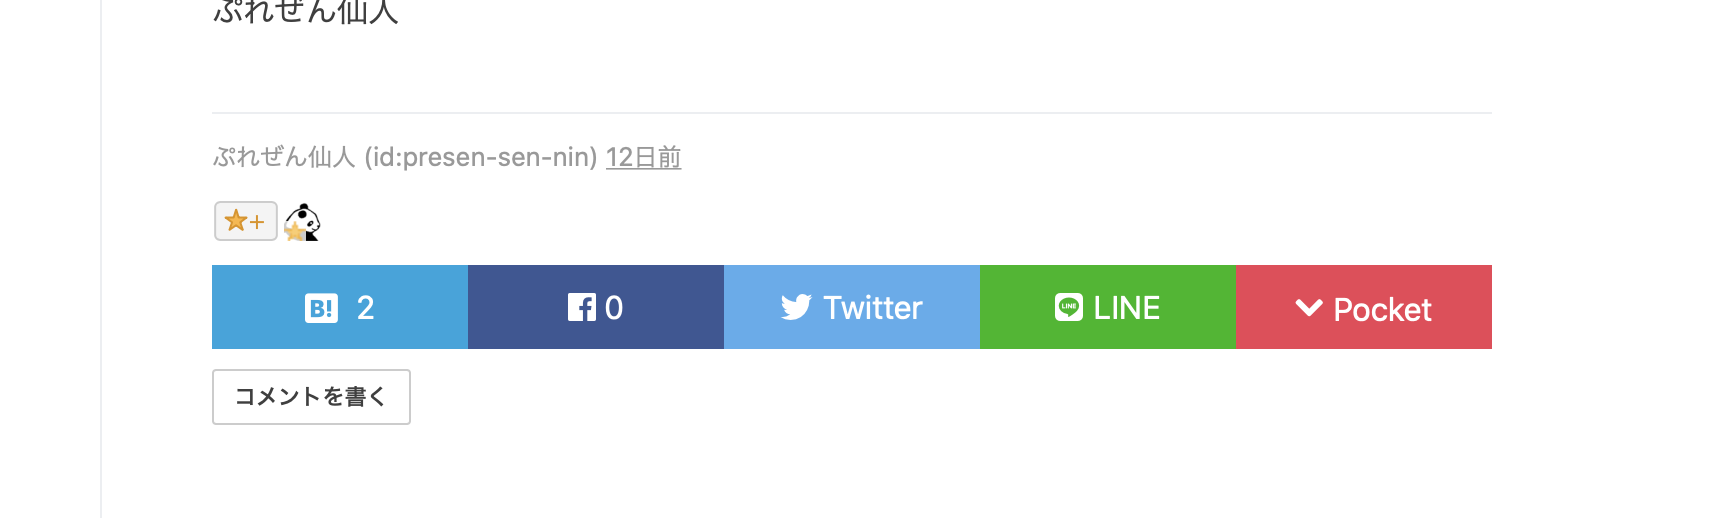 ぷれぜん仙人
ぷれぜん仙人 (id:presen-sen-nin) 12日前
+
B! 2
f 0
Twitter
LINE LINE
Pocket
コメントを書く